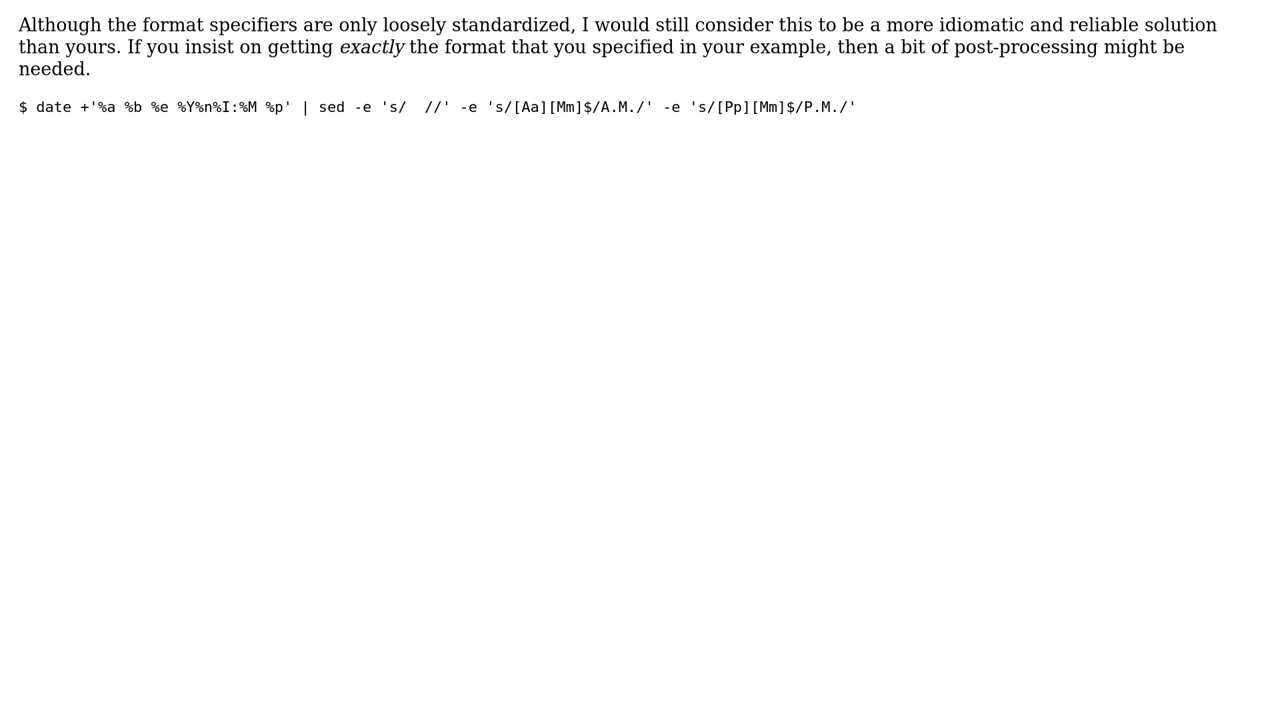 Although the format specifiers are only loosely standardized, I would still consider this to be a more idiomatic and reliable solution
than yours. If you insist on getting exactly the format that you specified in your example, then a bit of post-processing might be
needed.
$ date +'%a %b %e %Y%n%I:%M %p' | sed -e 's/  //' -e 's/[Aa][Mm]$/A.M./' -e 's/[Pp][Mm]$/P.M./'